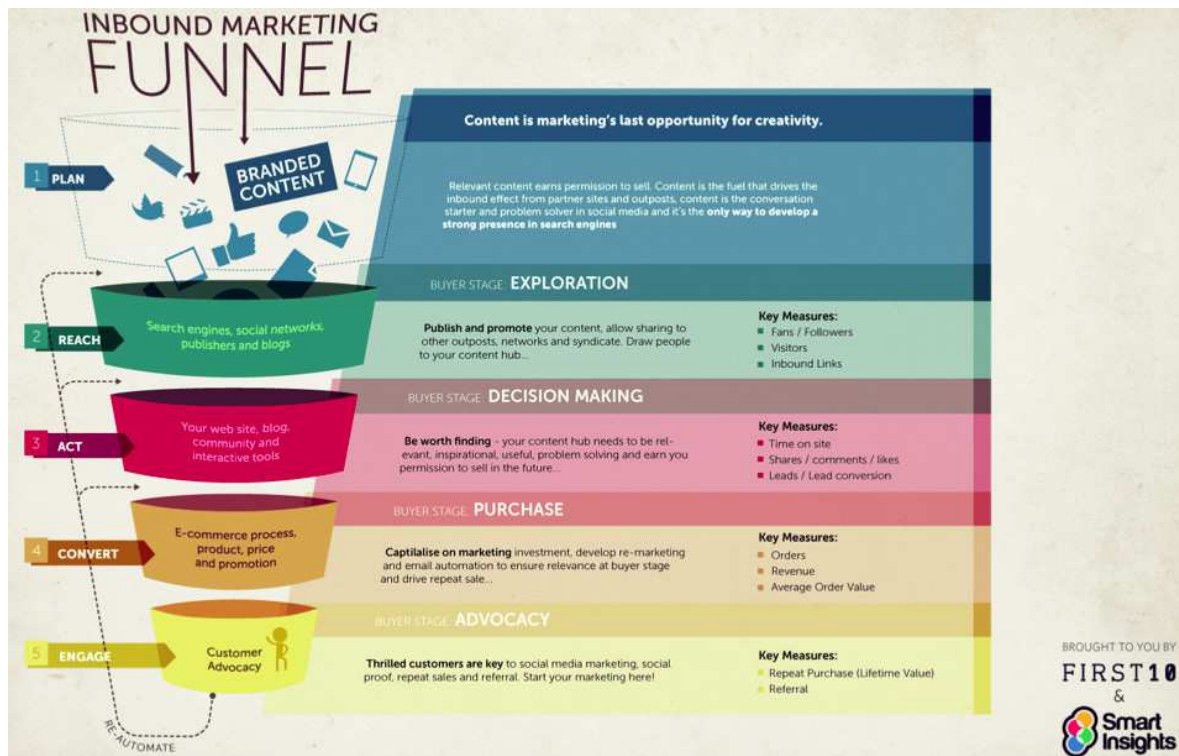 INBOUND MARKETING
FUNNEL
BRANDED
CONTENT
1 PLAN
Content is marketing's last opportunity for creativity.
Relevant content earns permission to sell. Content is the fuel that drives the
inbound effect from partner sites and outposts, content is the conversation
starter and problem solver in social media and it's the only way to develop a
strong presence in search engines
2 REACH
Search engines, social networks,
publishers and blogs
BUYER STAGE: EXPLORATION
Publish and promote your content, allow sharing to
other outposts, networks and syndicate. Draw people
to your content hub...
Key Measures:
Fans / Followers
Visitors
Inbound Links
3 ACT
Your web site, blog,
community and
interactive tools
BUYER STAGE: DECISION MAKING
Be worth finding - your content hub needs to be rel-
evant, inspirational, useful, problem solving and earn you
permission to sell in the future...
Key Measures:
Time on site
Shares / comments / likes
Leads / Lead conversion
4 CONVERT
E-commerce process,
product, price
and promotion
BUYER STAGE: PURCHASE
Captilalise on marketing investment, develop re-marketing
and email automation to ensure relevance at buyer stage
and drive repeat sale...
Key Measures:
Orders
Revenue
Average Order Value
5 ENGAGE
Customer
Advocacy
BUYER STAGE: ADVOCACY
Thrilled customers are key to social media marketing, social
proof, repeat sales and referral. Start your marketing here!
Key Measures:
Repeat Purchase (Lifetime Value)
Referral
RE-AUTOMATE
BROUGHT TO YOU BY
FIRST10
&
Smart
Insights